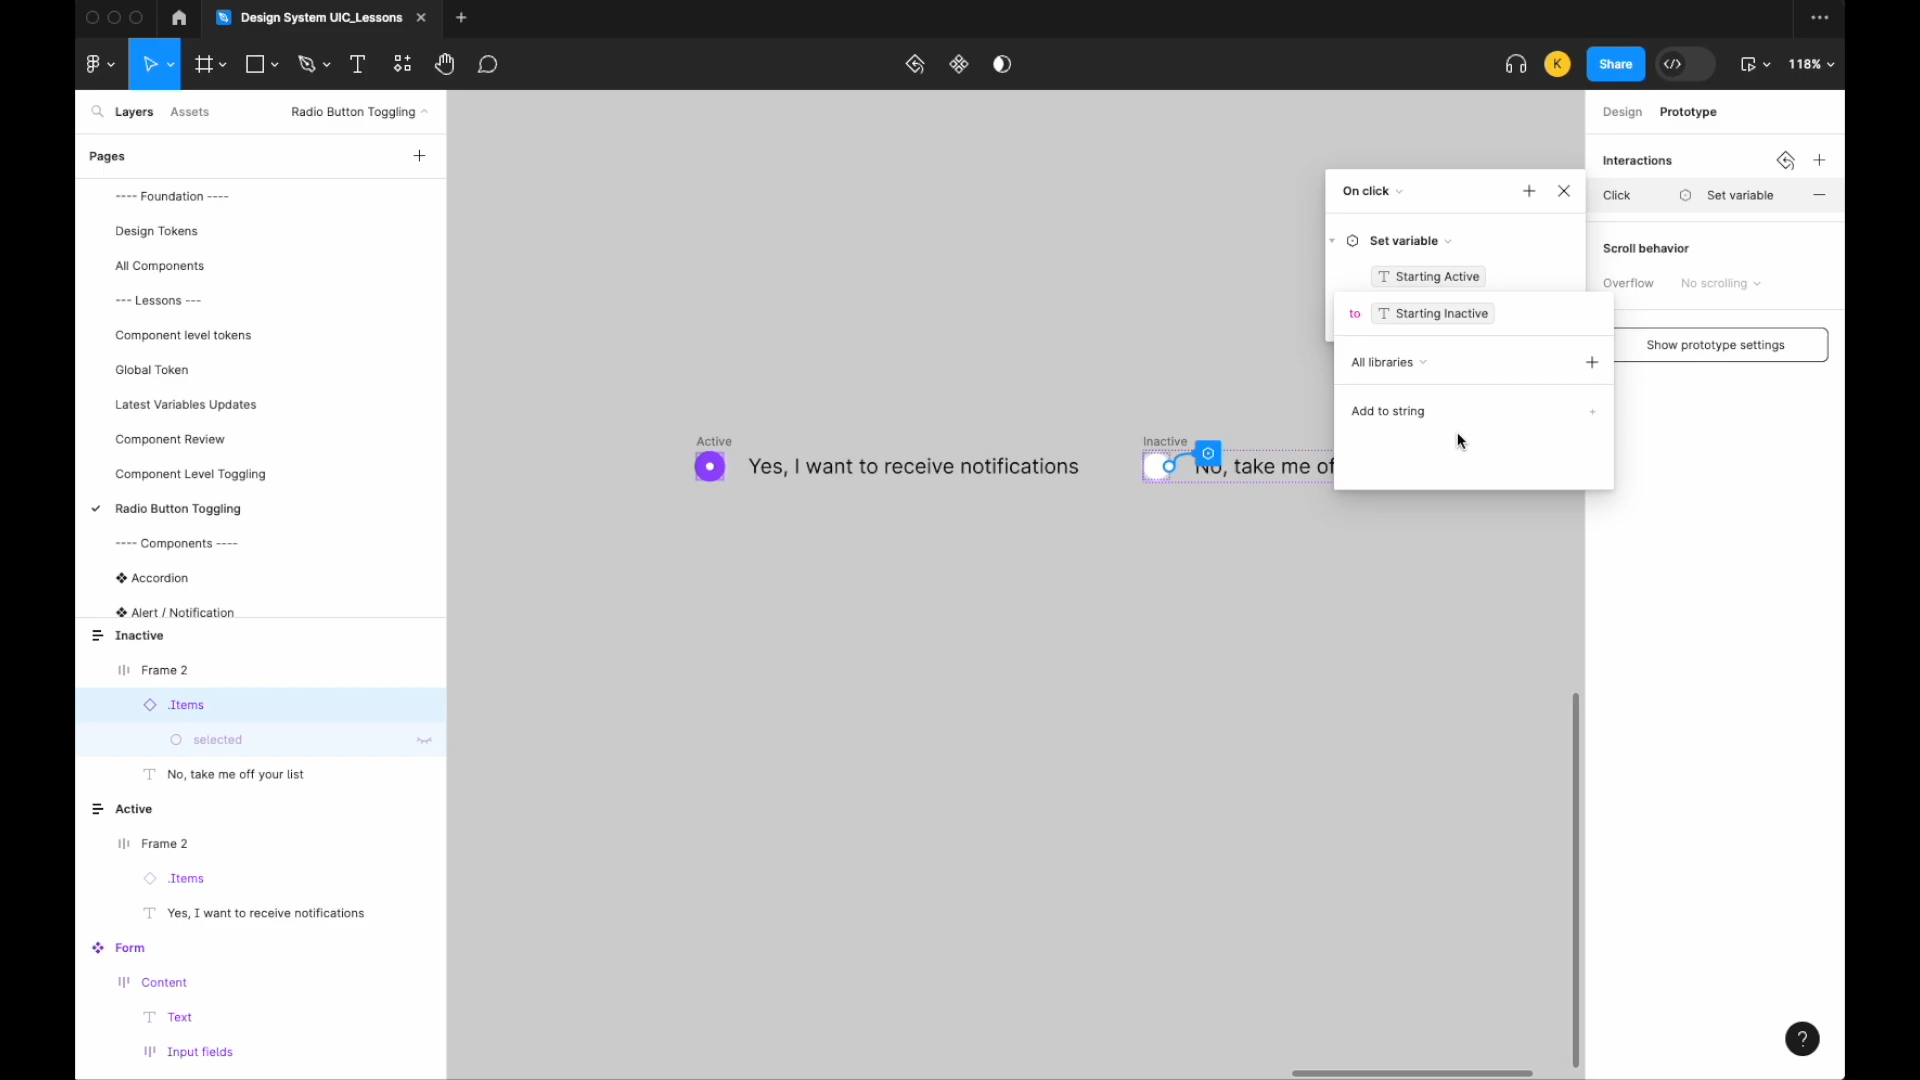 Design System UIC_Lessons
K
Share
118%
Layers
Assets
Radio Button Toggling
Pages
---- Foundation ----
Design Tokens
All Components
--- Lessons ---
Component level tokens
Global Token
Latest Variables Updates
Component Review
Component Level Toggling
Radio Button Toggling
---- Components ----
Accordion
Alert / Notification
Inactive
Frame 2
.Items
selected
No, take me off your list
Active
Frame 2
.Items
Yes, I want to receive notifications
Form
Content
Text
Input fields
Active
Yes, I want to receive notifications
Inactive
No, take me of
On click
Set variable
Starting Active
to
Starting Inactive
All libraries
Add to string
Design
Prototype
Interactions
Click
Set variable
Scroll behavior
Overflow
No scrolling
Show prototype settings
?